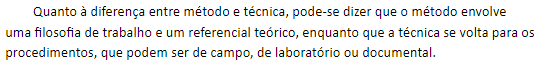 Quanto à diferença entre método e técnica, pode-se dizer que o método envolve
uma filosofia de trabalho e um referencial teórico, enquanto que a técnica se volta para os
procedimentos, que podem ser de campo, de laboratório ou documental.